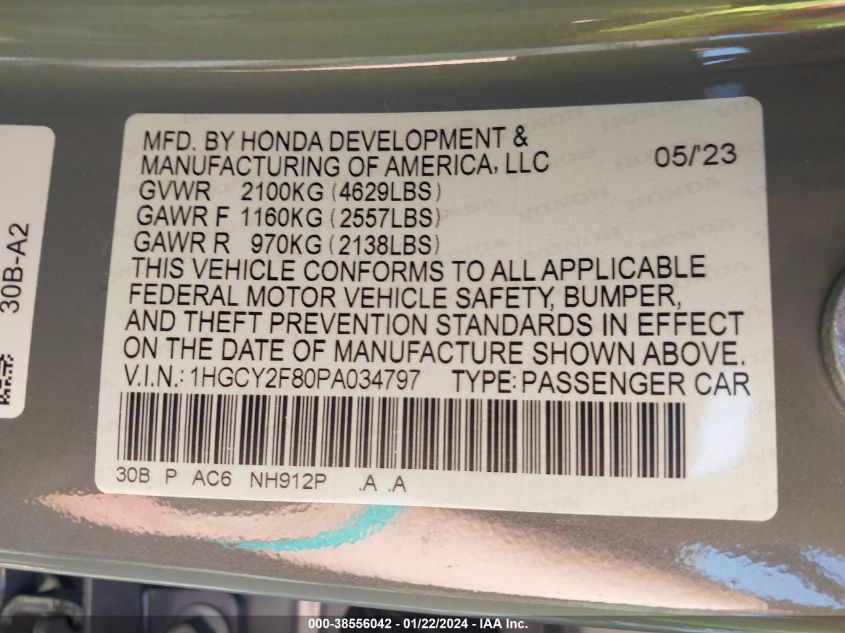 MFD. BY HONDA DEVELOPMENT &
MANUFACTURING OF AMERICA, LLC 05/'23
GVWR 2100KG (4629LBS)
GAWR F 1160KG (2557LBS)
GAWR R 970KG (2138LBS)
THIS VEHICLE CONFORMS TO ALL APPLICABLE
FEDERAL MOTOR VEHICLE SAFETY, BUMPER,
AND THEFT PREVENTION STANDARDS IN EFFECT
ON THE DATE OF MANUFACTURE SHOWN ABOVE.
V.I.N.: 1HGCY2F80PA034797 TYPE: PASSENGER CAR
30B P AC6 NH912P .A .A
30B-A2
000-38556042 - 01/22/2024 - IAA Inc.